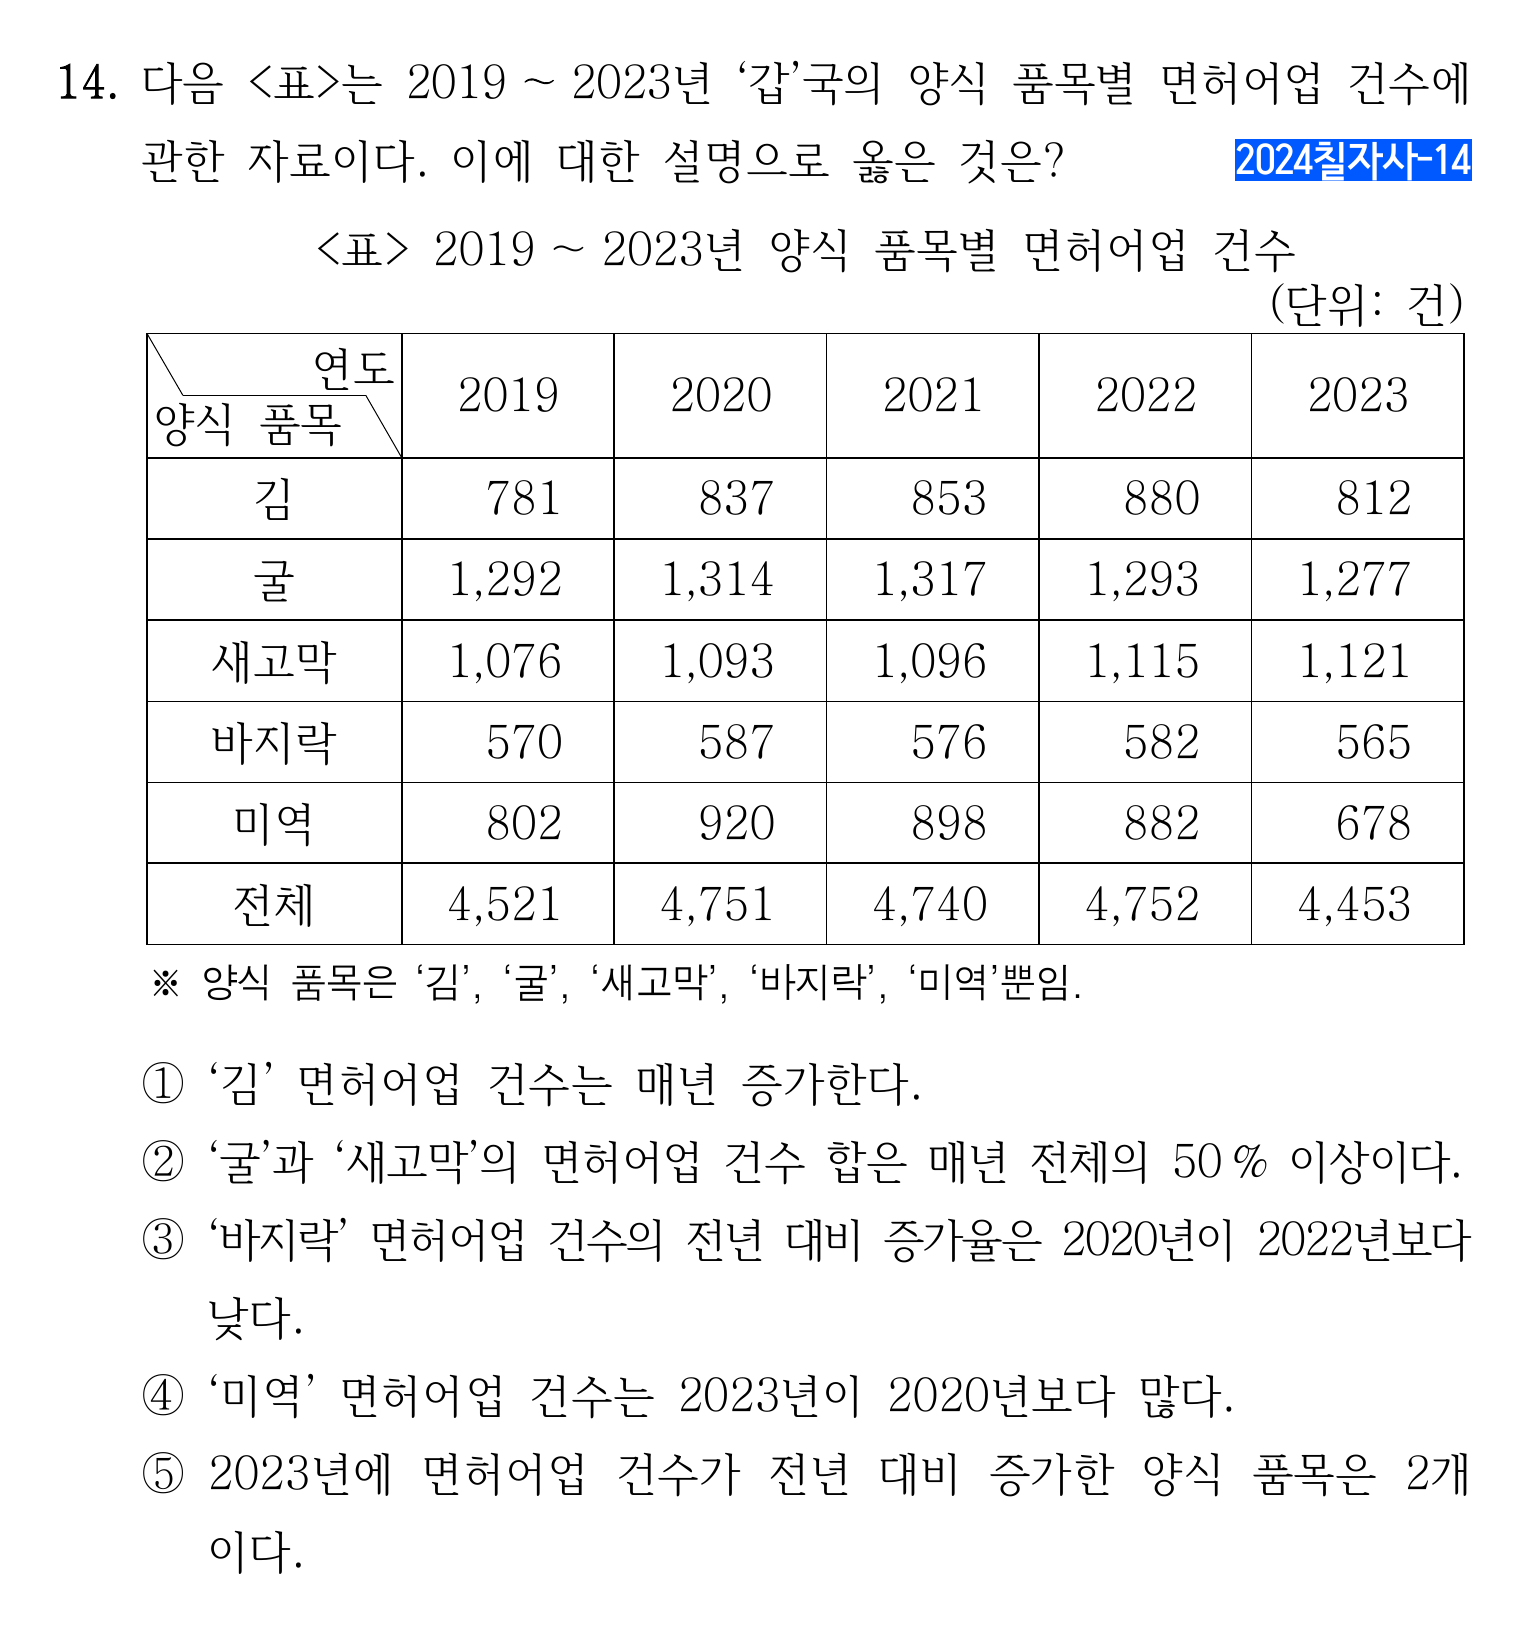 14. 다음 <표>는 2019 ~ 2023년 ‘갑’국의 양식 품목별 면허어업 건수에
관한 자료이다. 이에 대한 설명으로 옳은 것은? 2024칠자사-14
<표> 2019 ~ 2023년 양식 품목별 면허어업 건수
(단위: 건)
연도
양식 품목 2019 2020 2021 2022 2023
김 781 837 853 880 812
굴 1,292 1,314 1,317 1,293 1,277
새고막 1,076 1,093 1,096 1,115 1,121
바지락 570 587 576 582 565
미역 802 920 898 882 678
전체 4,521 4,751 4,740 4,752 4,453
※ 양식 품목은 ‘김’, ‘굴’, ‘새고막’, ‘바지락’, ‘미역’뿐임.
① ‘김’ 면허어업 건수는 매년 증가한다.
② ‘굴’과 ‘새고막’의 면허어업 건수 합은 매년 전체의 50 % 이상이다.
③ ‘바지락’ 면허어업 건수의 전년 대비 증가율은 2020년이 2022년보다
낮다.
④ ‘미역’ 면허어업 건수는 2023년이 2020년보다 많다.
⑤ 2023년에 면허어업 건수가 전년 대비 증가한 양식 품목은 2개
이다.